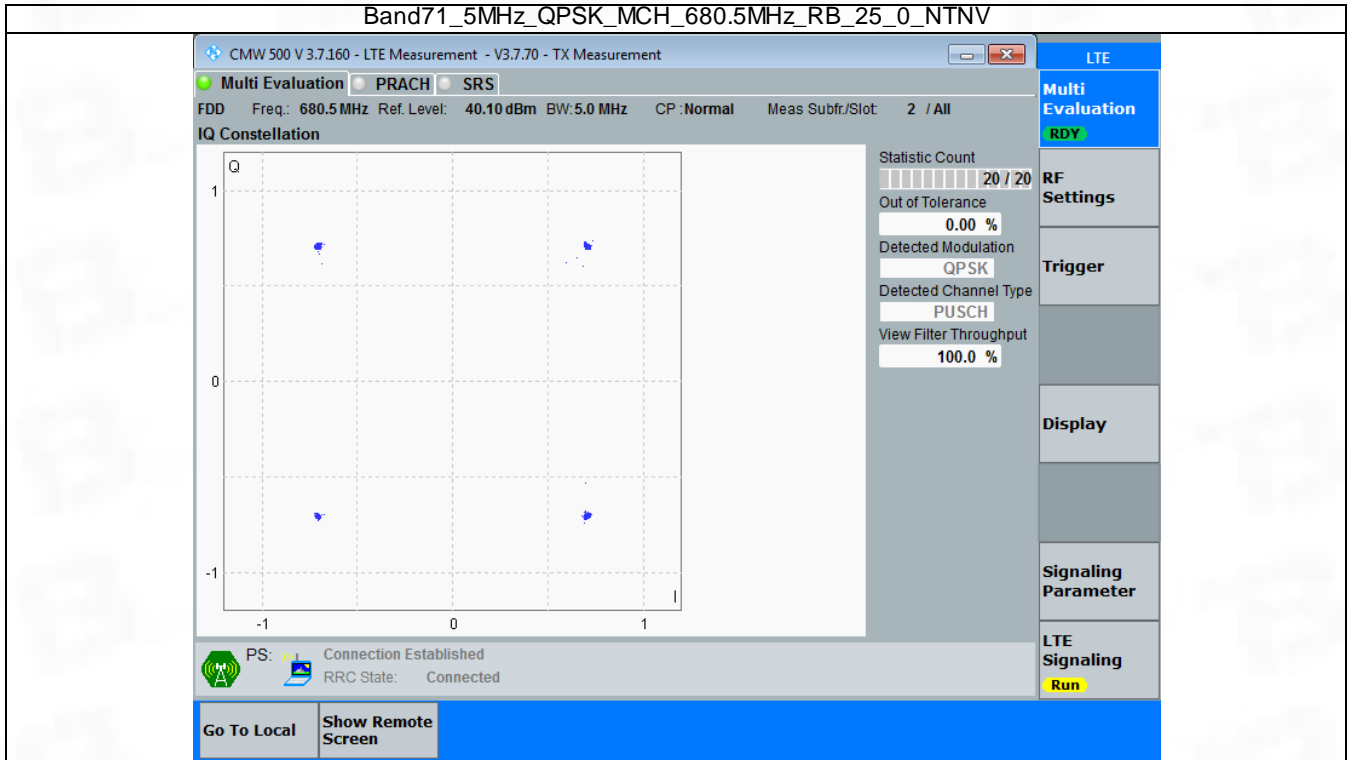 Band71_5MHz_QPSK_MCH_680.5MHz_RB_25_0_NTNV
CMW 500 V 3.7.160 - LTE Measurement - V3.7.70 - TX Measurement
LTE
Multi Evaluation PRACH SRS
FDD Freq.: 680.5 MHz Ref. Level: 40.10 dBm BW: 5.0 MHz CP : Normal Meas Subfr./Slot: 2 / All
IQ Constellation
Q
1
0
-1
I
-1 0 1
Statistic Count
20 / 20
Out of Tolerance
0.00 %
Detected Modulation
QPSK
Detected Channel Type
PUSCH
View Filter Throughput
100.0 %
Multi
Evaluation
RDY
RF
Settings
Trigger
Display
Signaling
Parameter
LTE
Signaling
Run
PS: Connection Established
RRC State: Connected
Go To Local
Show Remote
Screen